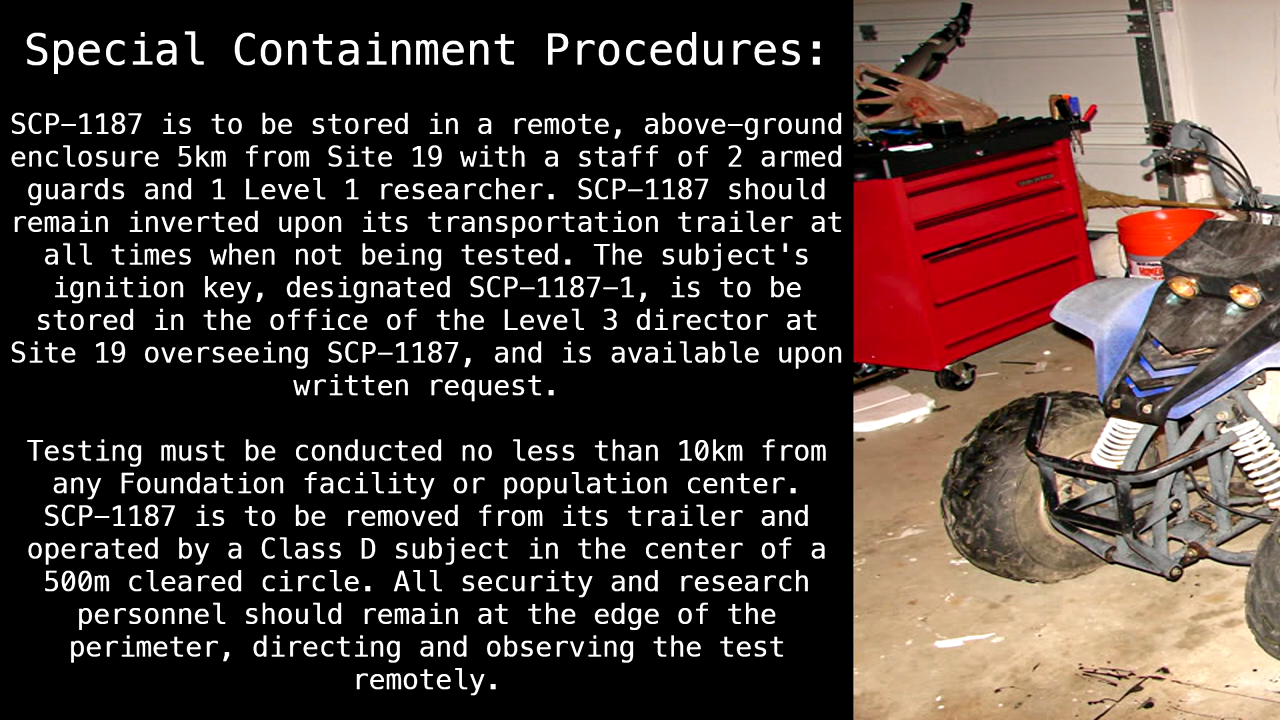 Special Containment Procedures:
SCP-1187 is to be stored in a remote, above-ground
enclosure 5km from Site 19 with a staff of 2 armed
guards and 1 Level 1 researcher. SCP-1187 should
remain inverted upon its transportation trailer at
all times when not being tested. The subject's
ignition key, designated SCP-1187-1, is to be
stored in the office of the Level 3 director at
Site 19 overseeing SCP-1187, and is available upon
written request.
Testing must be conducted no less than 10km from
any Foundation facility or population center.
SCP-1187 is to be removed from its trailer and
operated by a Class D subject in the center of a
500m cleared circle. All security and research
personnel should remain at the edge of the
perimeter, directing and observing the test
remotely.